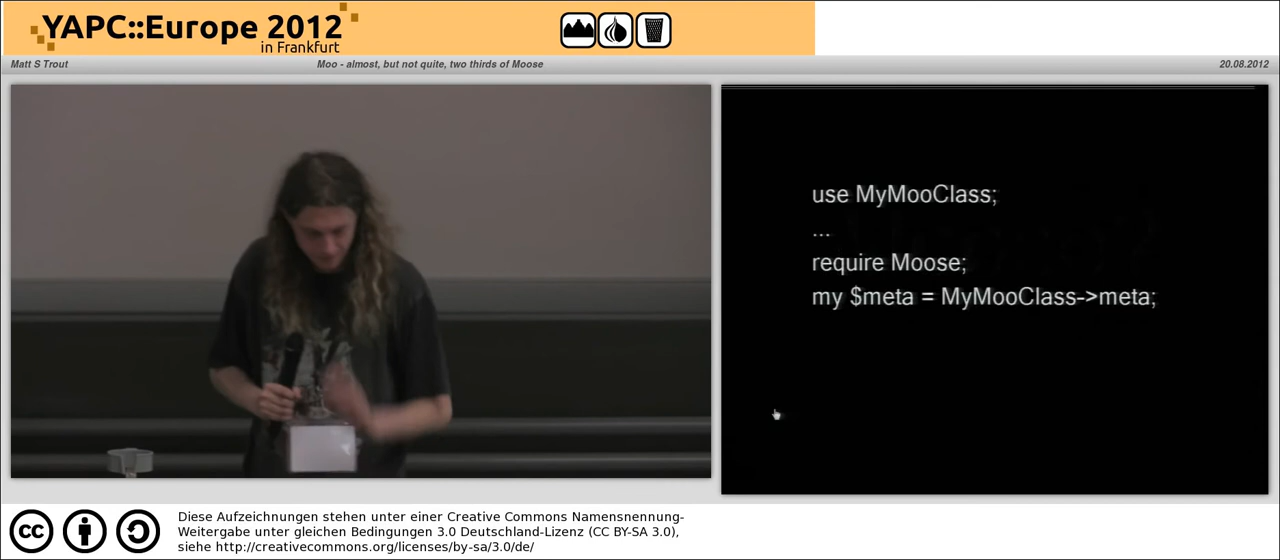 YAPC::Europe 2012
in Frankfurt
Matt S Trout
Moo - almost, but not quite, two thirds of Moose
20.08.2012
use MyMooClass;
...
require Moose;
my $meta = MyMooClass->meta;
cc
Diese Aufzeichnungen stehen unter einer Creative Commons Namensnennung-
Weitergabe unter gleichen Bedingungen 3.0 Deutschland-Lizenz (CC BY-SA 3.0),
siehe http://creativecommons.org/licenses/by-sa/3.0/de/